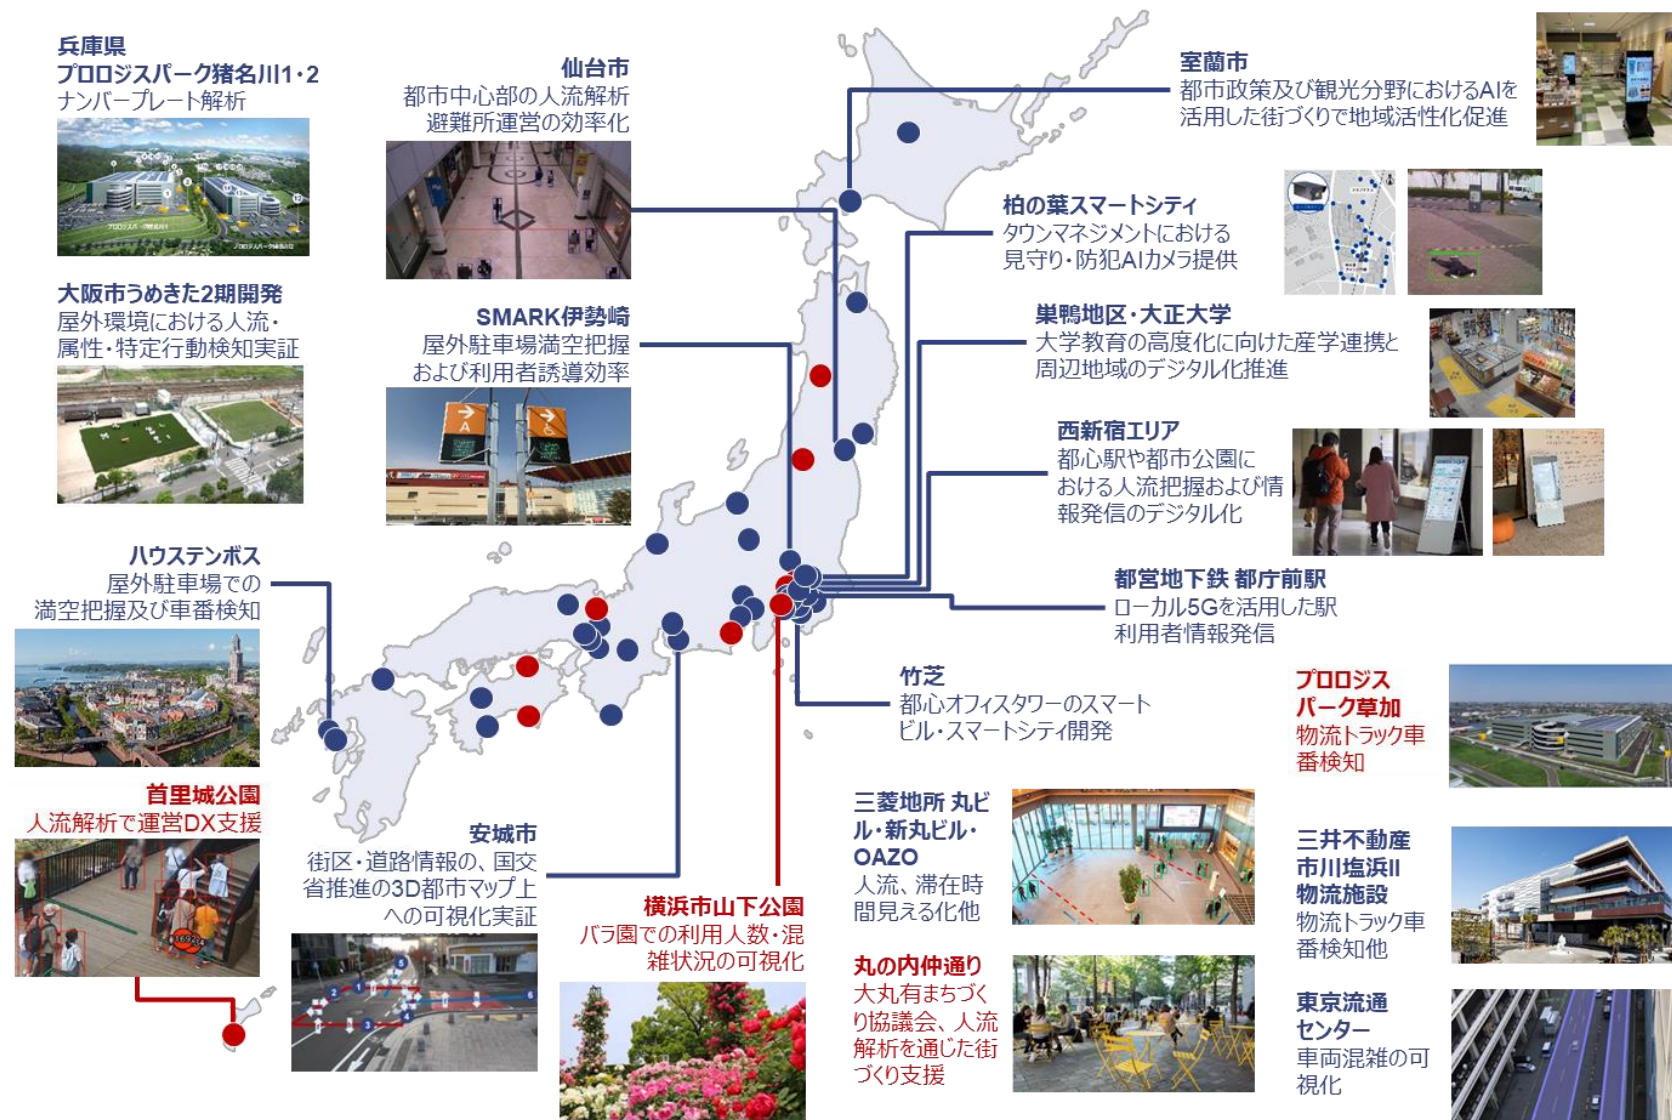 兵庫県
プロロジスパーク猪名川1・2
ナンバープレート解析
プロロジスパーク猪名川1
プロロジスパーク猪名川2
大阪市うめきた2期開発
屋外環境における人流・
属性・特定行動検知実証
ハウステンボス
屋外駐車場での
満空把握及び車番検知
首里城公園
人流解析で運営DX支援
仙台市
都市中心部の人流解析
避難所運営の効率化
SMARK伊勢崎
屋外駐車場満空把握
および利用者誘導効率
A
安城市
街区・道路情報の、国交
省推進の3D都市マップ上
への可視化実証
横浜市山下公園
バラ園での利用人数・混
雑状況の可視化
室蘭市
都市政策及び観光分野におけるAIを
活用した街づくりで地域活性化促進
柏の葉スマートシティ
タウンマネジメントにおける
見守り・防犯AIカメラ提供
巣鴨地区・大正大学
大学教育の高度化に向けた産学連携と
周辺地域のデジタル化推進
西新宿エリア
都心駅や都市公園に
おける人流把握および情
報発信のデジタル化
都営地下鉄 都庁前駅
ローカル5Gを活用した駅
利用者情報発信
竹芝
都心オフィスタワーのスマート
ビル・スマートシティ開発
三菱地所 丸ビ
ル・新丸ビル・
OAZO
人流、滞在時
間見える化他
丸の内仲通り
大丸有まちづく
り協議会、人流
解析を通じた街
づくり支援
プロロジス
パーク草加
物流トラック車
番検知
三井不動産
市川塩浜II
物流施設
物流トラック車
番検知他
東京流通
センター
車両混雑の可
視化